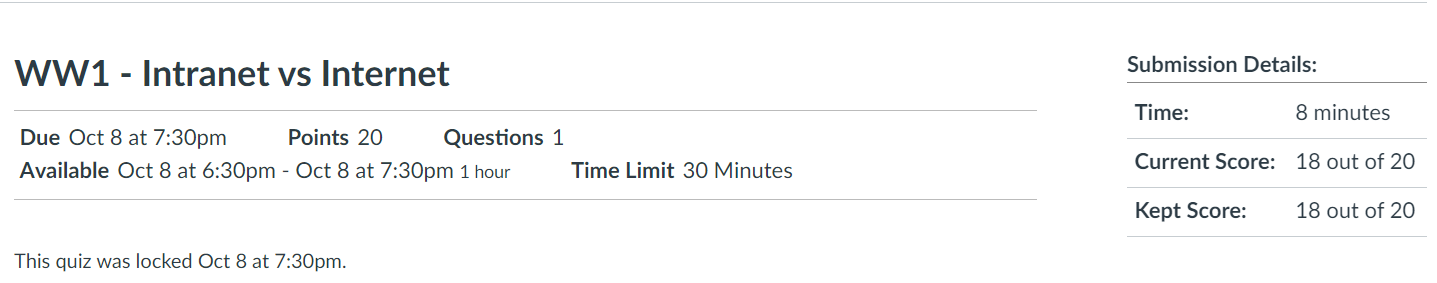 WW1 - Intranet vs Internet
Due Oct 8 at 7:30pm Points 20 Questions 1
Available Oct 8 at 6:30pm - Oct 8 at 7:30pm 1 hour Time Limit 30 Minutes
This quiz was locked Oct 8 at 7:30pm.
Submission Details:
Time: 8 minutes
Current Score: 18 out of 20
Kept Score: 18 out of 20